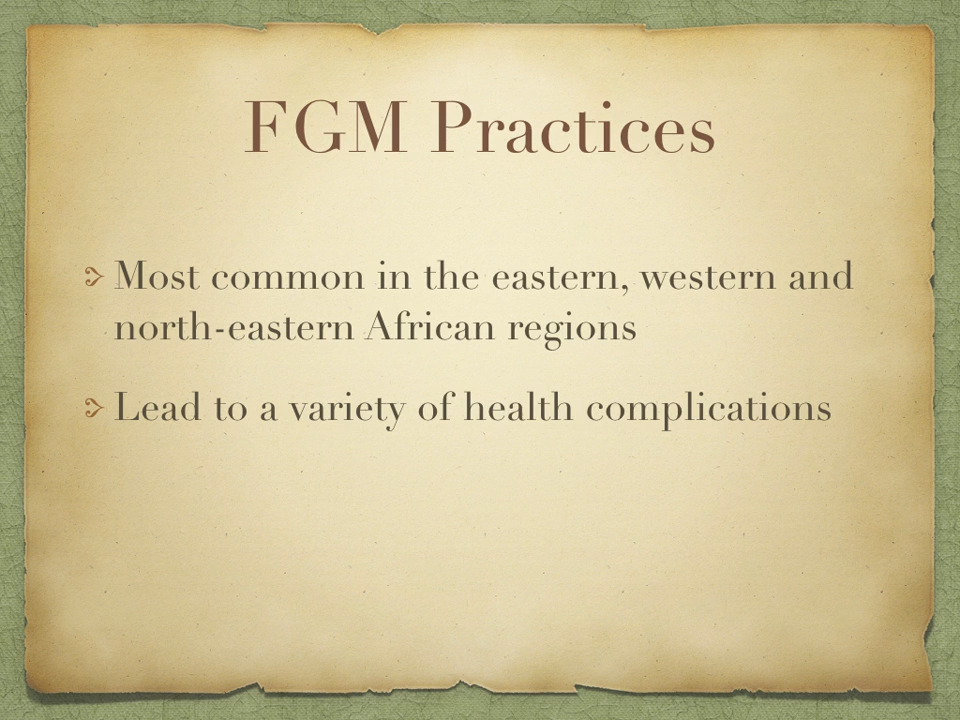 FGM Practices
Most common in the eastern, western and
north-eastern African regions
Lead to a variety of health complications